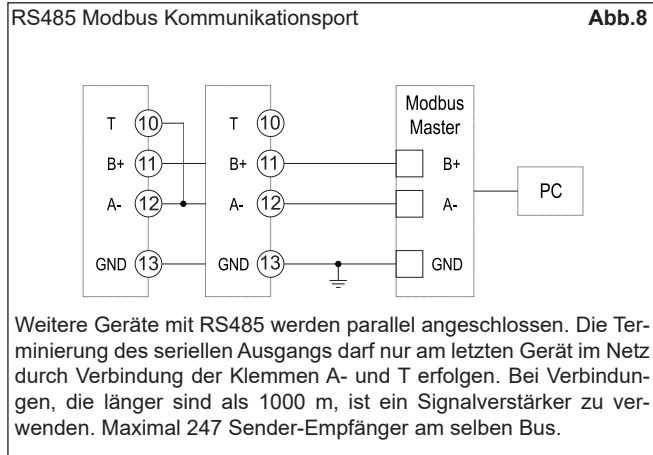 RS485 Modbus Kommunikationsport Abb.8
Modbus
Master
T 10 T 10
B+ 11 B+ 11 B+
A- 12 A- 12 A- PC
GND 13 GND 13 GND
Weitere Geräte mit RS485 werden parallel angeschlossen. Die Ter-
minierung des seriellen Ausgangs darf nur am letzten Gerät im Netz
durch Verbindung der Klemmen A- und T erfolgen. Bei Verbindun-
gen, die länger sind als 1000 m, ist ein Signalverstärker zu ver-
wenden. Maximal 247 Sender-Empfänger am selben Bus.